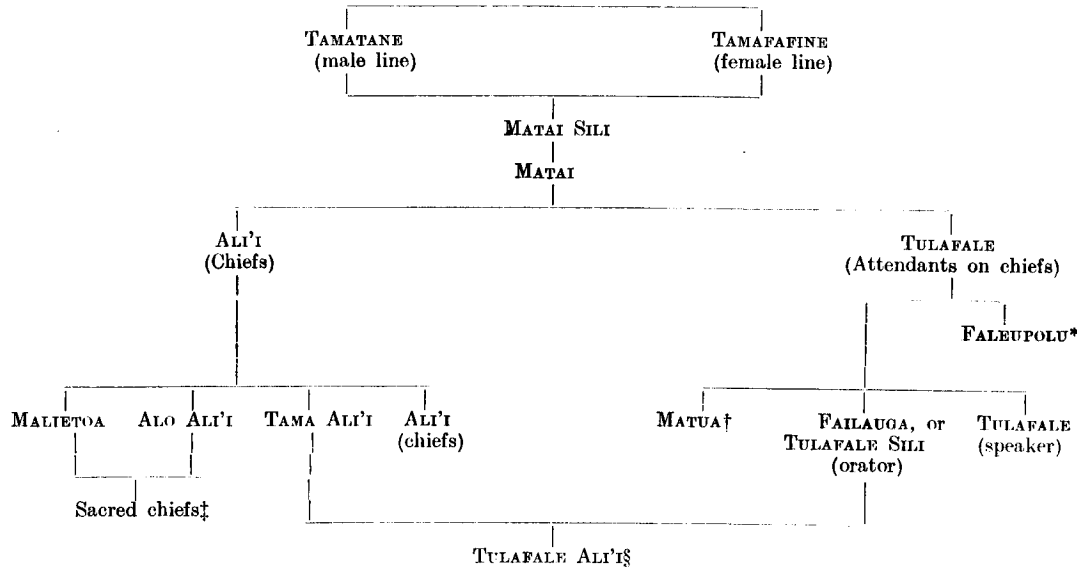 TAMATANE
(male line)
TAMAFAFINE
(female line)
MATAI SILI
MATAI
ALI'I
(Chiefs)
TULAFALE
(Attendants on chiefs)
FALEUPOLU*
MALIETOA
ALO ALI'I
TAMA ALI'I
ALI'I
(chiefs)
MATUA†
FAILAUGA, OR
TULAFALE SILI
(orator)
TULAFALE
(speaker)
Sacred chiefs‡
TULAFALE ALI'I§